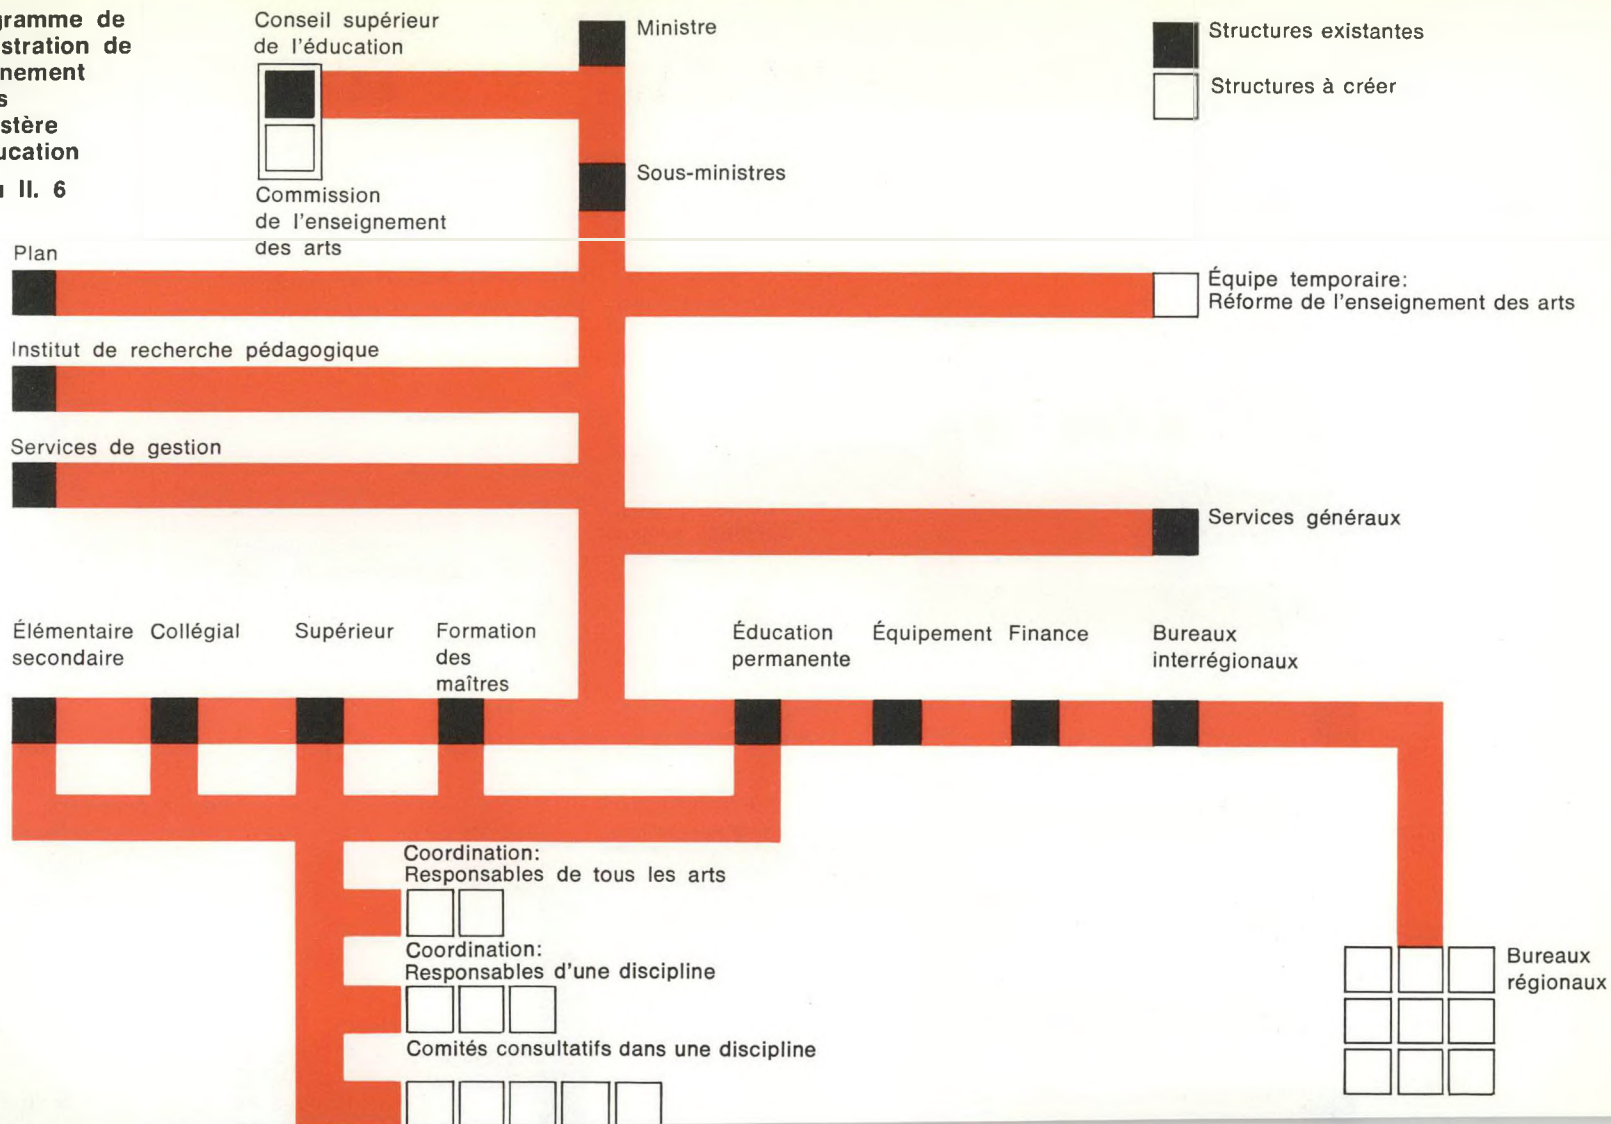 gramme de
stration de
nement
s
stère
ucation
II. 6
Conseil supérieur
de l'éducation
Ministre
Structures existantes
Structures à créer
Commission
de l'enseignement
des arts
Sous-ministres
Plan
Équipe temporaire:
Réforme de l'enseignement des arts
Institut de recherche pédagogique
Services de gestion
Services généraux
Élémentaire
secondaire
Collégial
Supérieur
Formation
des
maîtres
Éducation
permanente
Équipement
Finance
Bureaux
interrégionaux
Coordination:
Responsables de tous les arts
Coordination:
Responsables d'une discipline
Comités consultatifs dans une discipline
Bureaux
régionaux